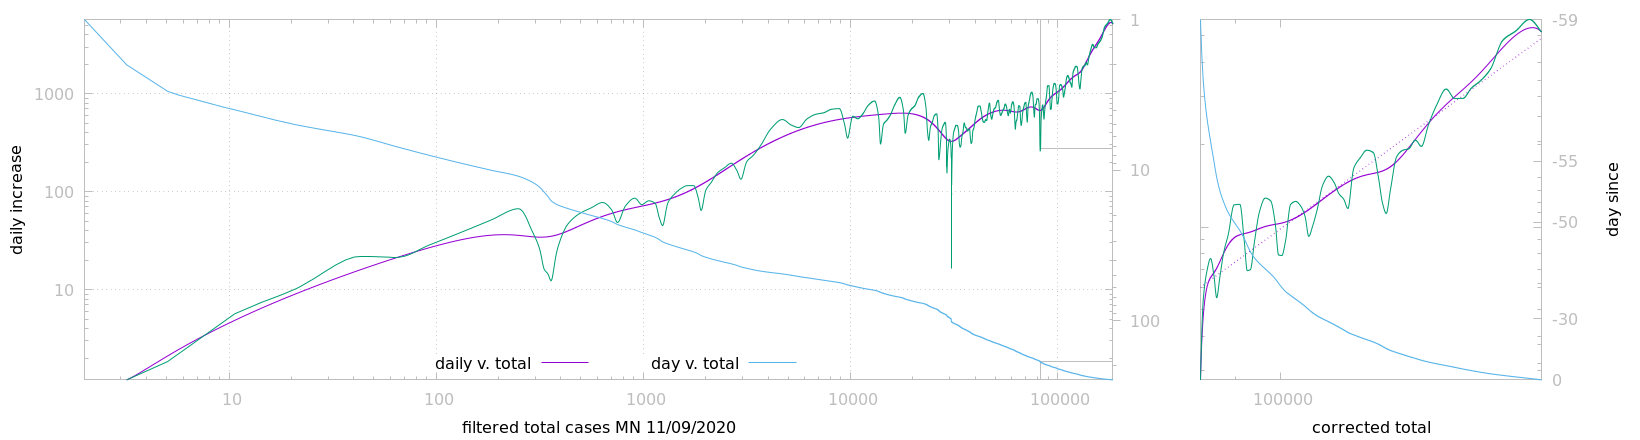 daily increase
1000
100
10
10
100
1000
10000
100000
filtered total cases MN 11/09/2020
daily v. total
day v. total
1
10
100
100000
corrected total
-59
-55
-50
-30
0
day since